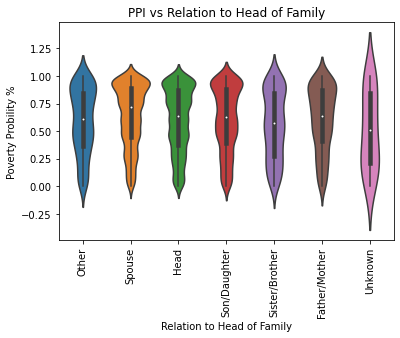 PPI vs Relation to Head of Family
1.25
1.00
0.75
0.50
0.25
0.00
−0.25
Poverty Probility %
Other
Spouse
Head
Son/Daughter
Sister/Brother
Father/Mother
Unknown
Relation to Head of Family